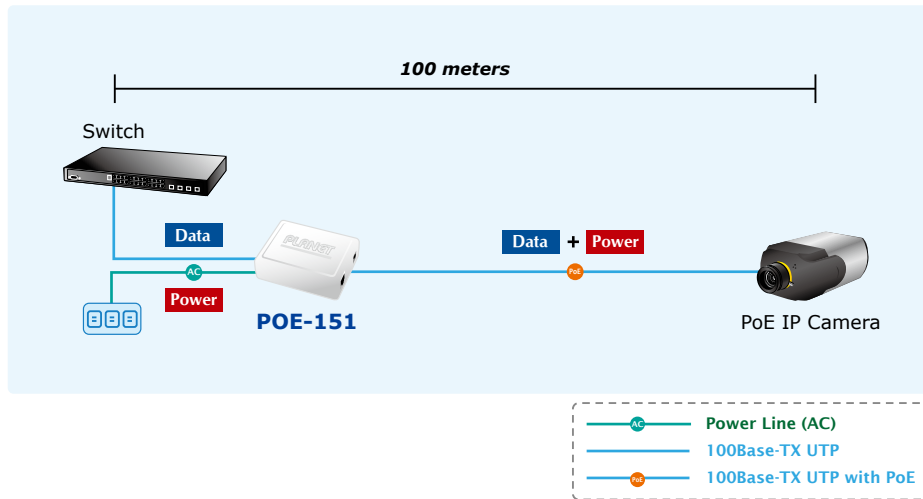 100 meters
Switch
Data
PLANET
Data + Power
AC
PoE
Power
POE-151
PoE IP Camera
AC Power Line (AC)
100Base-TX UTP
PoE 100Base-TX UTP with PoE